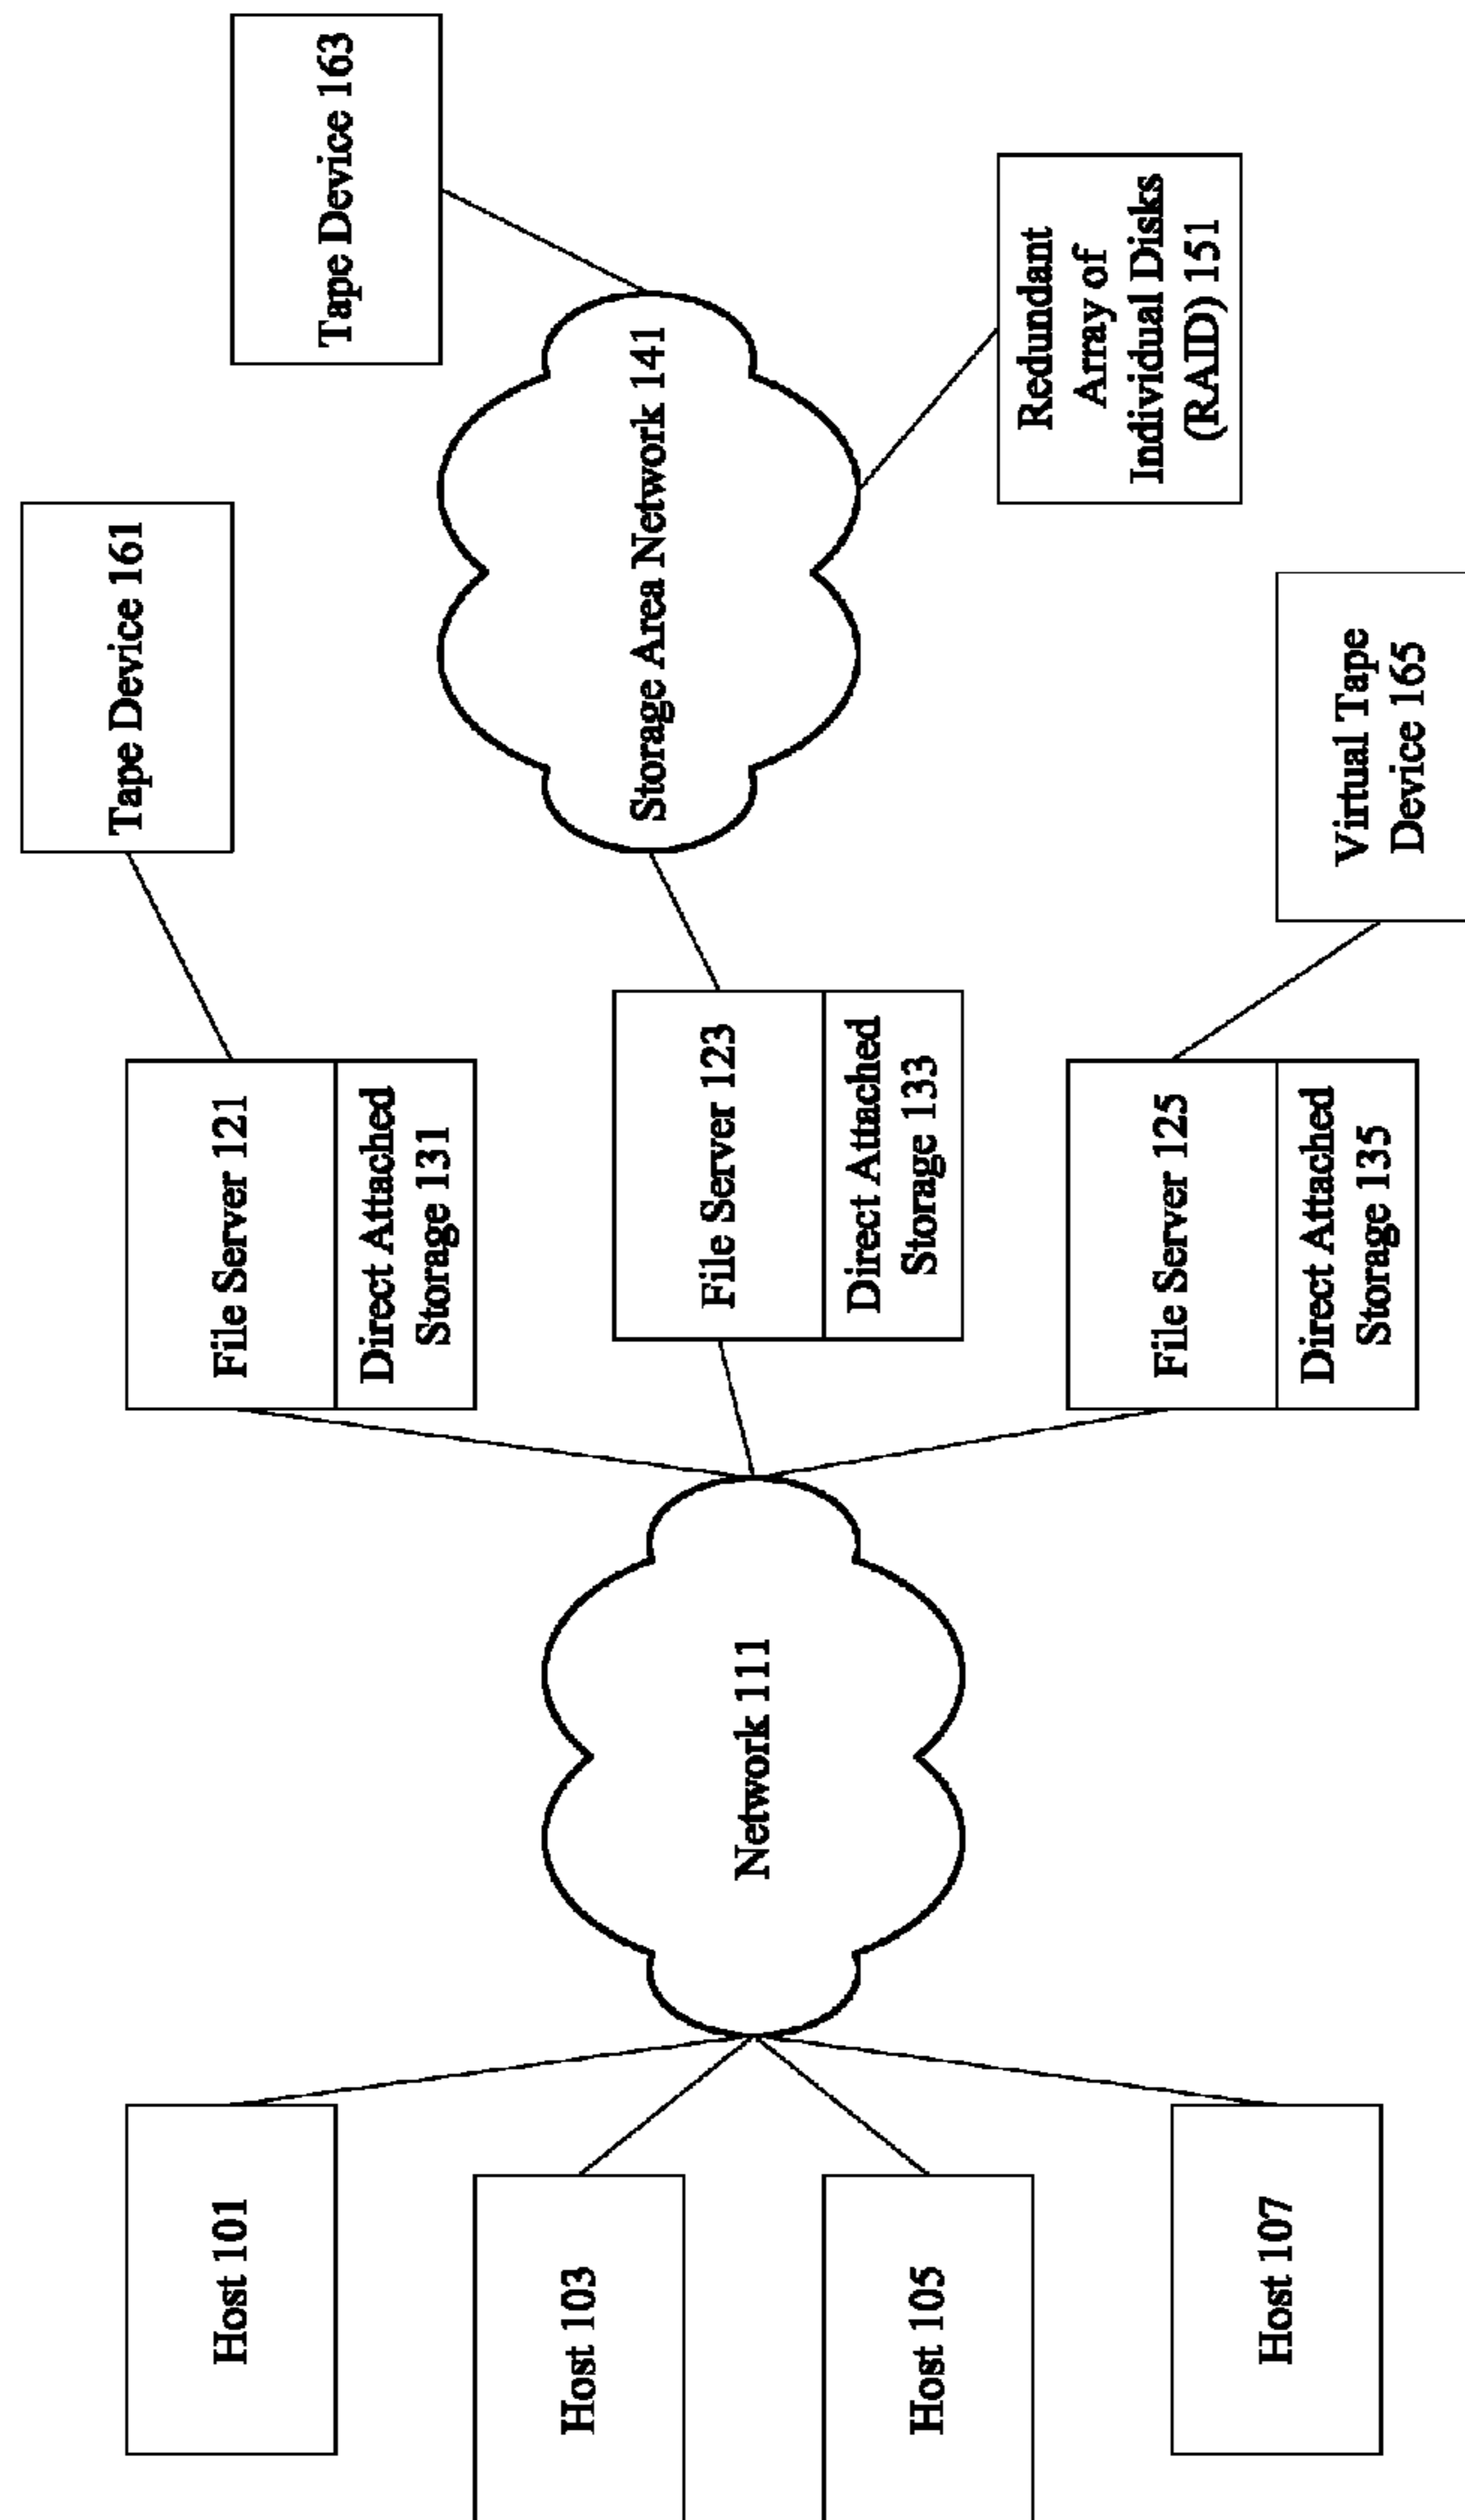 Host 101
Host 103
Host 105
Host 107
Network 111
File Server 121
Direct Attached
Storage 131
File Server 123
Direct Attached
Storage 133
File Server 125
Direct Attached
Storage 135
Tape Device 161
Storage Area Network 141
Virtual Tape
Device 165
Tape Device 163
Redundant
Array of
Individual Disks
(RAID) 151